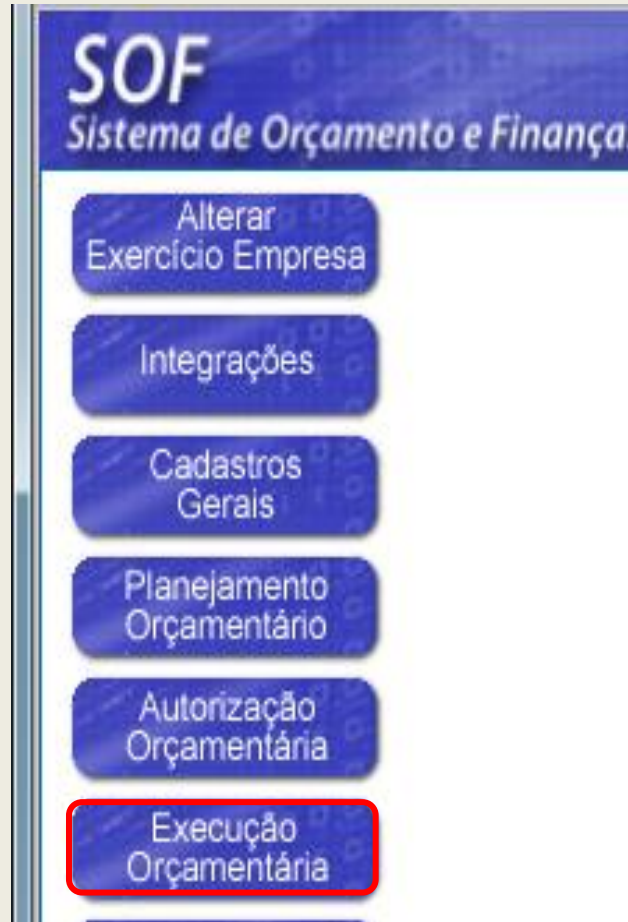 SOF
Sistema de Orçamento e Finança
Alterar
Exercício Empresa
Integrações
Cadastros
Gerais
Planejamento
Orçamentário
Autorização
Orçamentária
Execução
Orçamentária